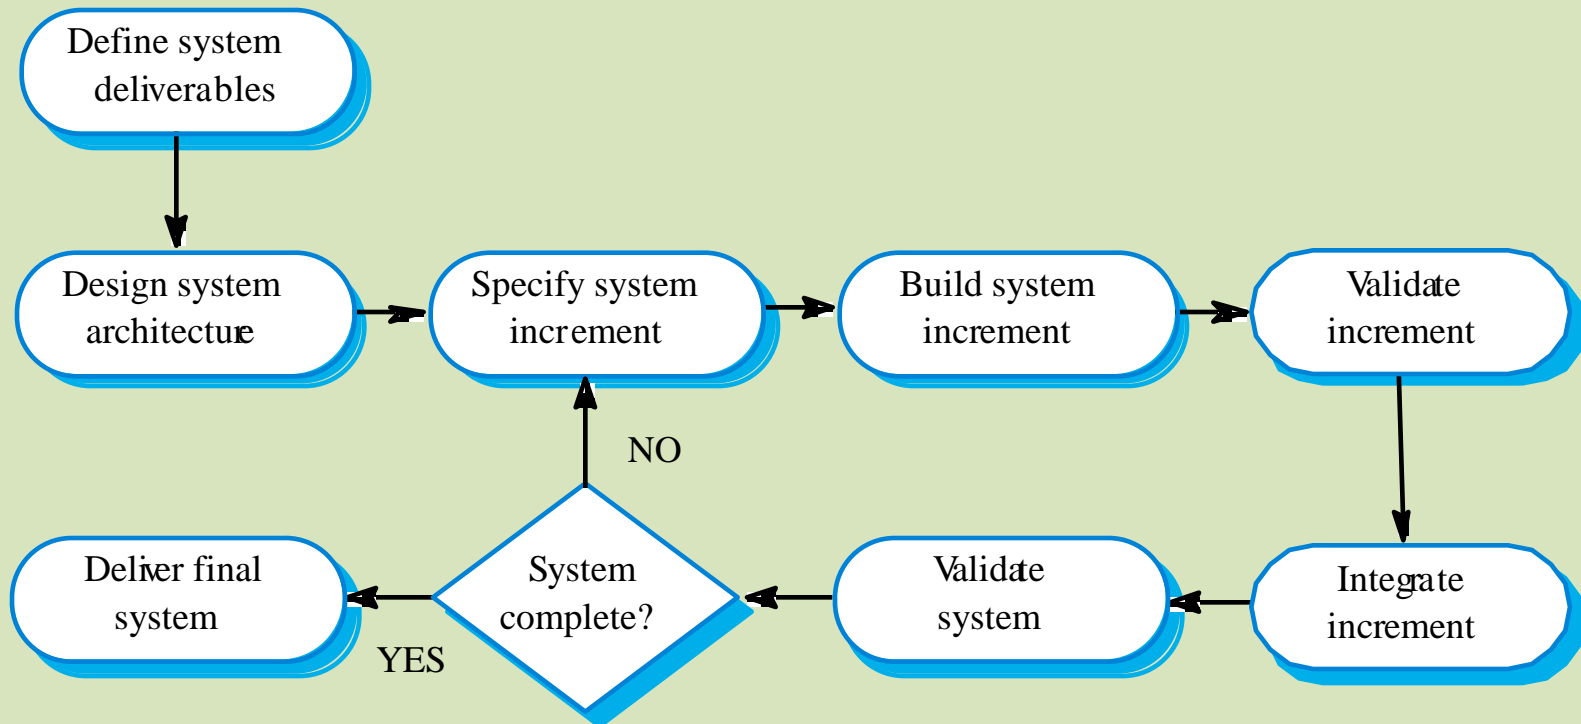 Define system
deliverables
Design system
architecture
Specify system
increment
Build system
increment
Validate
increment
NO
Deliver final
system
YES
System
complete?
Validate
system
Integrate
increment